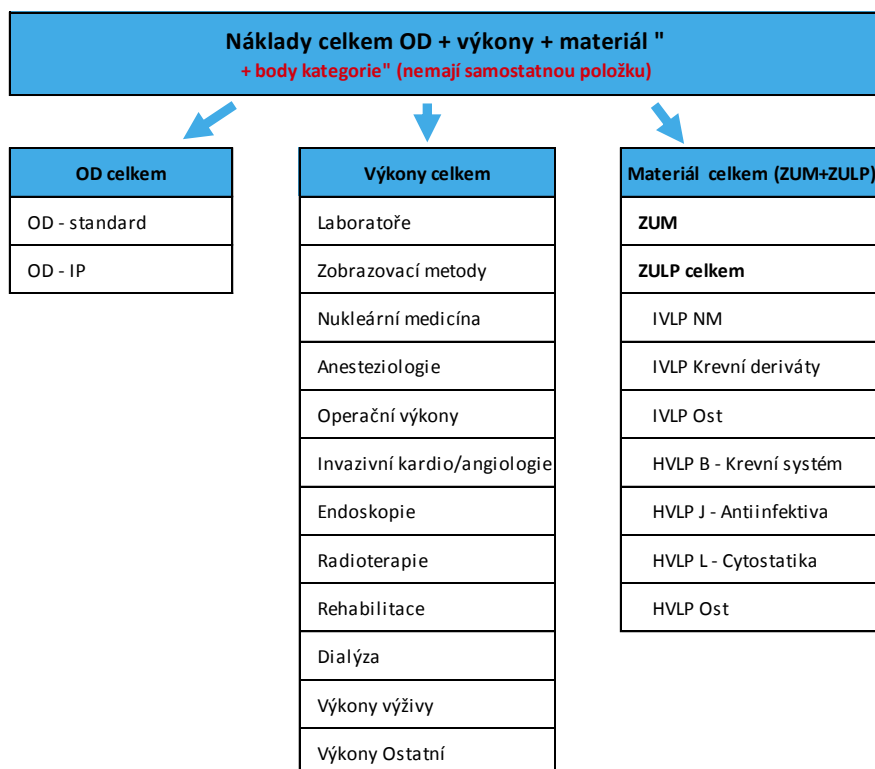 Náklady celkem OD + výkony + materiál "
+ body kategorie" (nemají samostatnou položku)
OD celkem
OD - standard
OD - IP
Výkony celkem
Laboratoře
Zobrazovací metody
Nukleární medicína
Anesteziologie
Operační výkony
Invazivní kardio/angiologie
Endoskopie
Radioterapie
Rehabilitace
Dialýza
Výkony výživy
Výkony Ostatní
Materiál celkem (ZUM+ZULP)
ZUM
ZULP celkem
IVLP NM
IVLP Krevní deriváty
IVLP Ost
HVLP B - Krevní systém
HVLP J - Antiinfektiva
HVLP L - Cytostatika
HVLP Ost